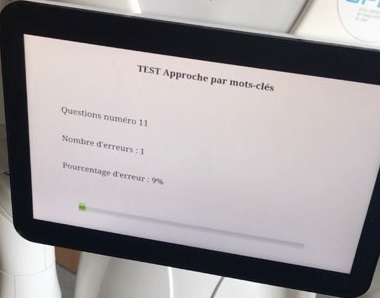 TEST Approche par mots-clés
Questions numéro 11
Nombre d'erreurs : 1
Pourcentage d'erreur : 9%